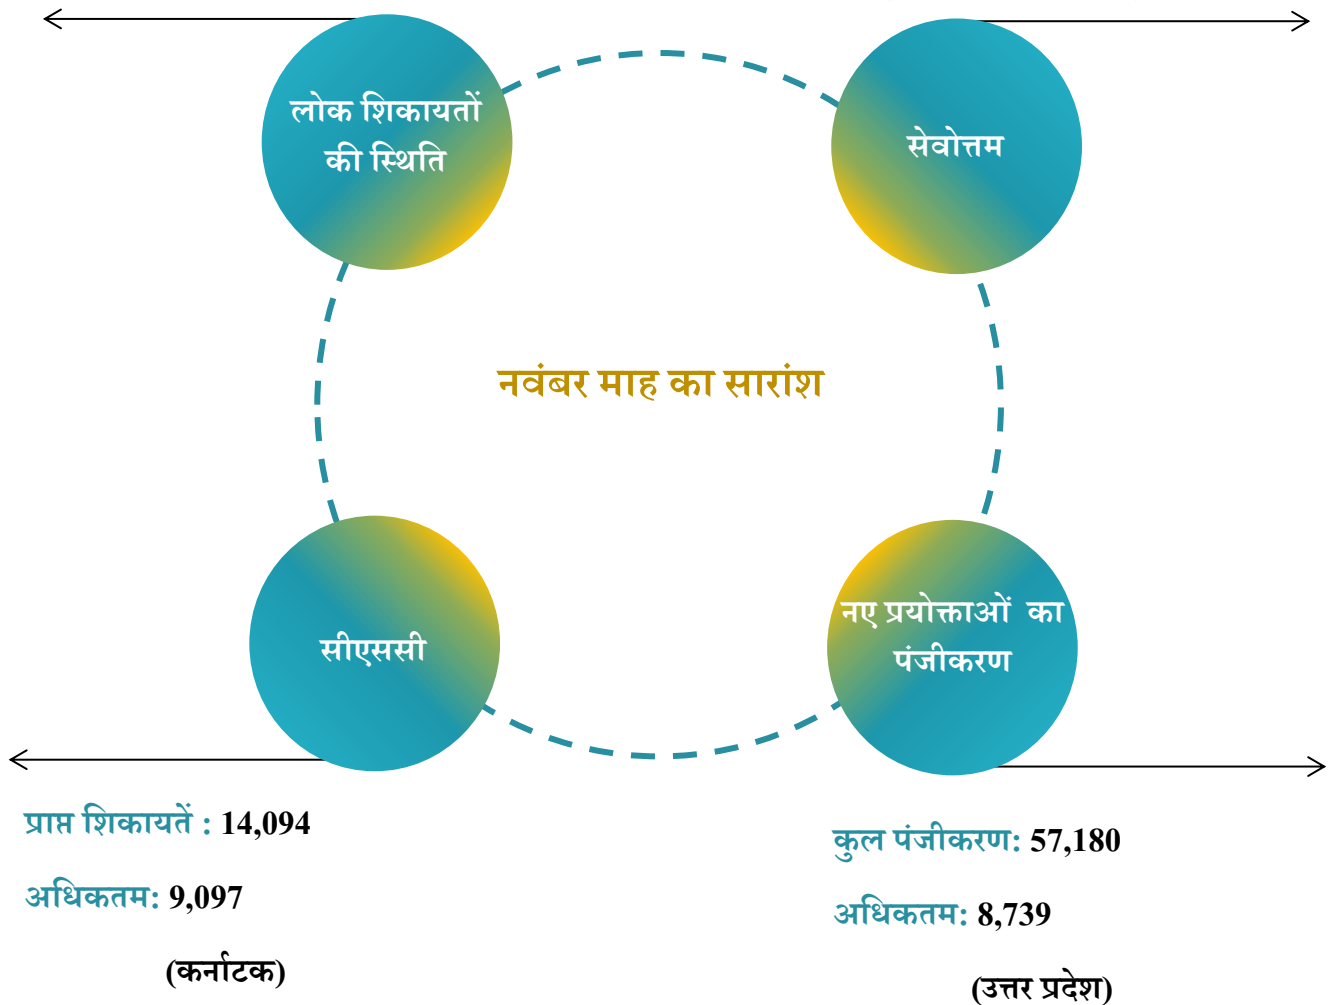 लोक शिकायतों
की स्थिति
सेवोत्तम
नवंबर माह का सारांश
सीएससी
नए प्रयोक्ताओं का
पंजीकरण
प्राप्त शिकायतें : 14,094
अधिकतम: 9,097
(कर्नाटक)
कुल पंजीकरण: 57,180
अधिकतम: 8,739
(उत्तर प्रदेश)